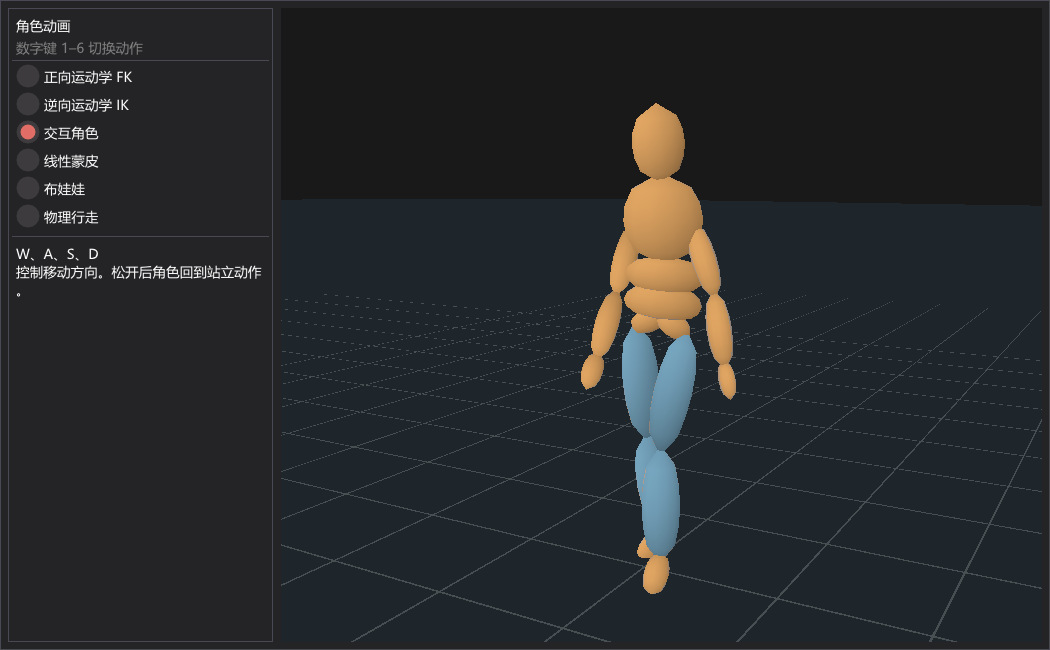 角色动画
数字键 1–6 切换动作
正向运动学 FK
逆向运动学 IK
交互角色
线性蒙皮
布娃娃
物理行走
W、A、S、D
控制移动方向。松开后角色回到站立动作
。